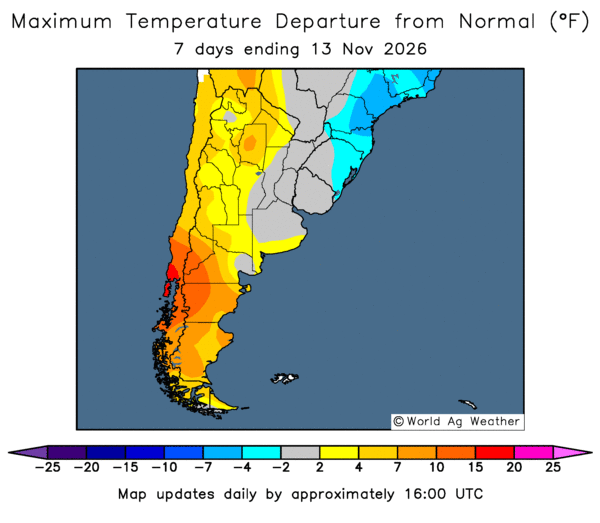 Maximum Temperature Departure from Normal (°F)
7 days ending 13 Nov 2026
© World Ag Weather
-25 -20 -15 -10 -7 -4 -2 2 4 7 10 15 20 25
Map updates daily by approximately 16:00 UTC